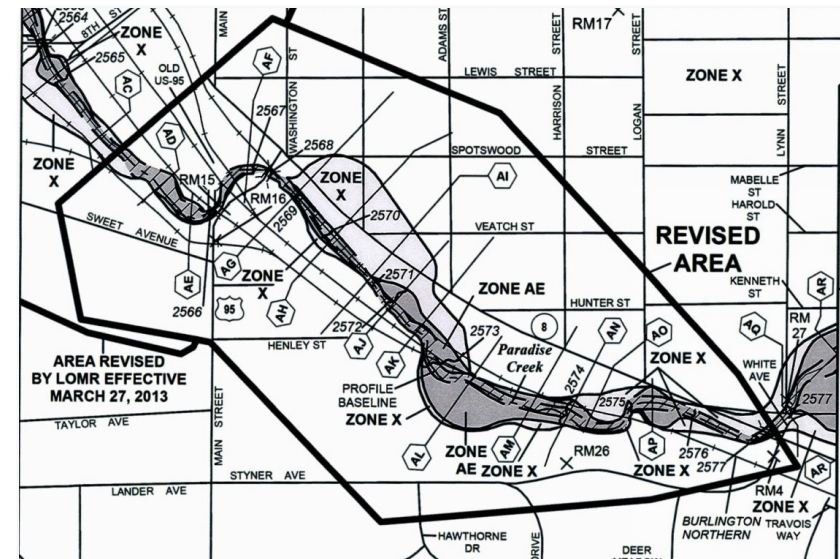 2564
8TH ST
MAIN
ST
ADAMS ST
RM17
STREET
STREET
ZONE
X
2565
OLD
US-95
AF
WASHINGTON
LEWIS STREET
ZONE X
AC
HARRISON
LOGAN
STREET
LYNN
AD
2567
2568
SPOTSWOOD STREET
ZONE
X
RM15
RM16
ZONE
X
AI
MABELLE
ST
HAROLD
ST
2569
2570
VEATCH ST
SWEET AVENUE
REVISED
AREA
AG
ZONE
X
2571
KENNETH
ST
AR
AE
2566
95
AH
ZONE AE
HUNTER ST
RM
27
2572
2573
8
AN
AO
AQ
HENLEY ST
AJ
AK
Paradise
Creek
ZONE X
WHITE
AVE
AREA REVISED
BY LOMR EFFECTIVE
MARCH 27, 2013
PROFILE
BASELINE
ZONE X
2574
2575
2577
TAYLOR AVE
MAIN STREET
ZONE
AE
AL
AM
ZONE X
RM26
AP
ZONE X
2576
2577
AR
STYNER AVE
LANDER AVE
RM4
ZONE X
BURLINGTON
NORTHERN
TRAVOIS
WAY
HAWTHORNE
DR
DRIVE
DEER